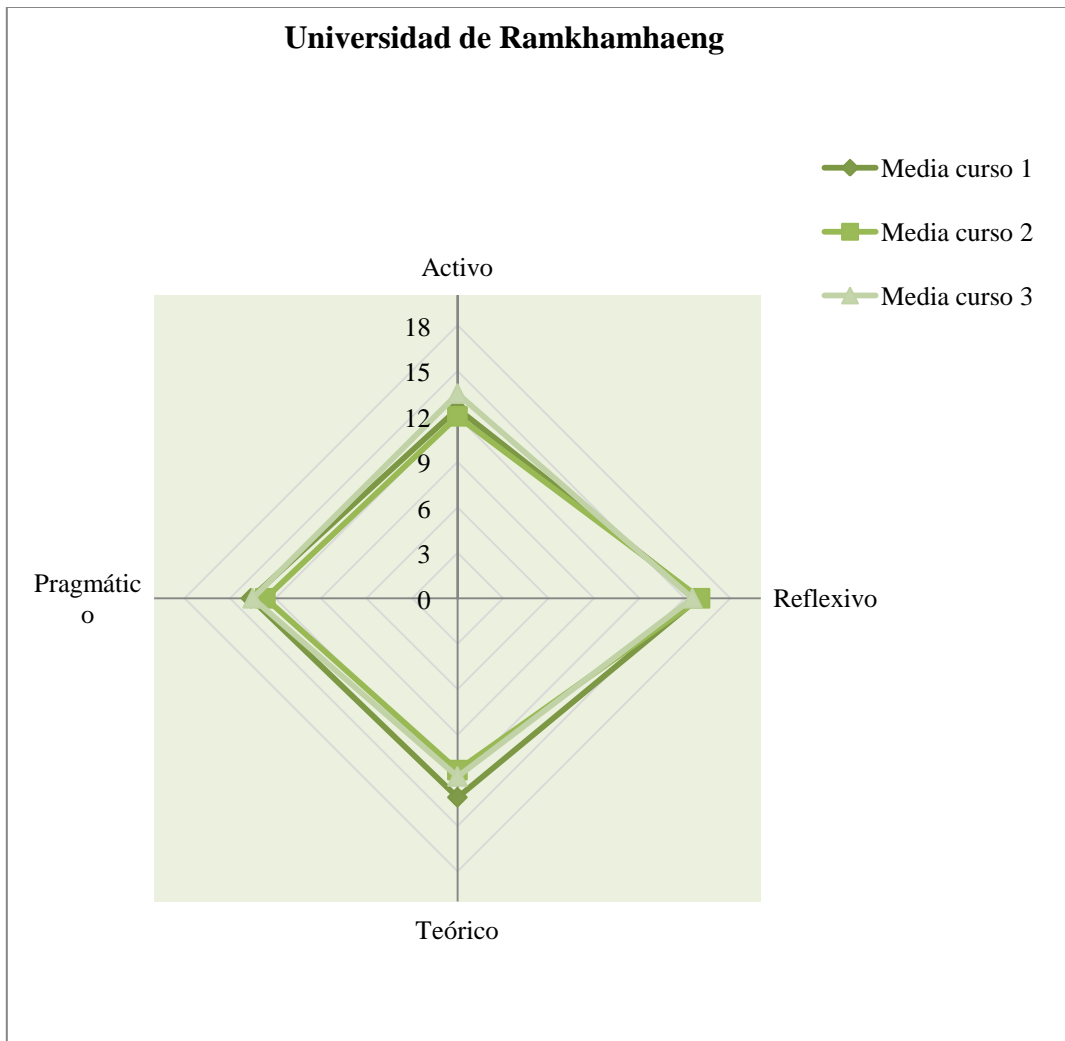 Universidad de Ramkhamhaeng
Media curso 1
Media curso 2
Media curso 3
Activo
18
15
12
9
6
3
0
Pragmátic
o
Reflexivo
Teórico